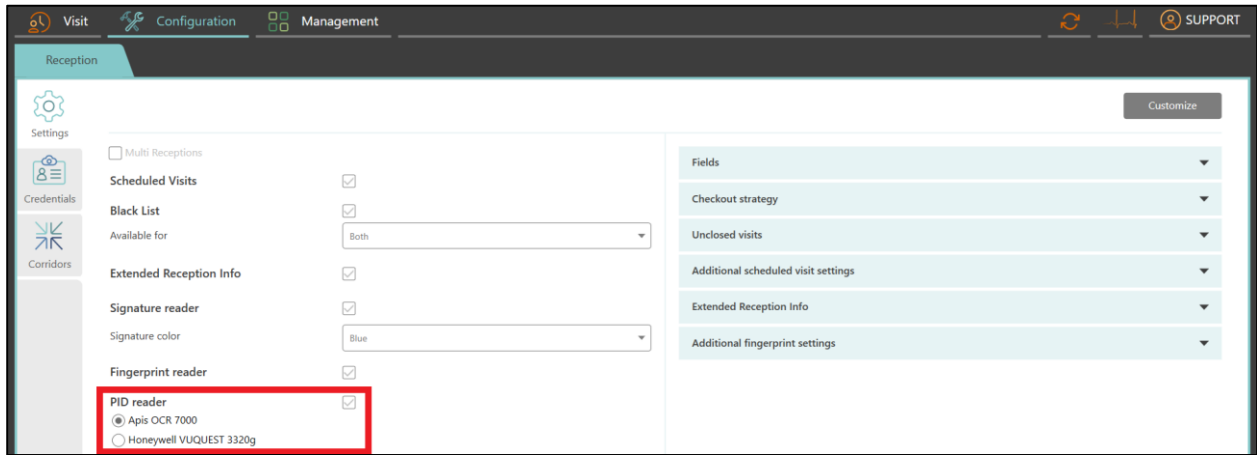 Visit
Configuration
Management
SUPPORT
Reception
Settings
Credentials
Corridors
Customize
Multi Receptions
Scheduled Visits
Black List
Available for
Both
Extended Reception Info
Signature reader
Signature color
Blue
Fingerprint reader
PID reader
Apis OCR 7000
Honeywell VUQUEST 3320g
Fields
Checkout strategy
Unclosed visits
Additional scheduled visit settings
Extended Reception Info
Additional fingerprint settings